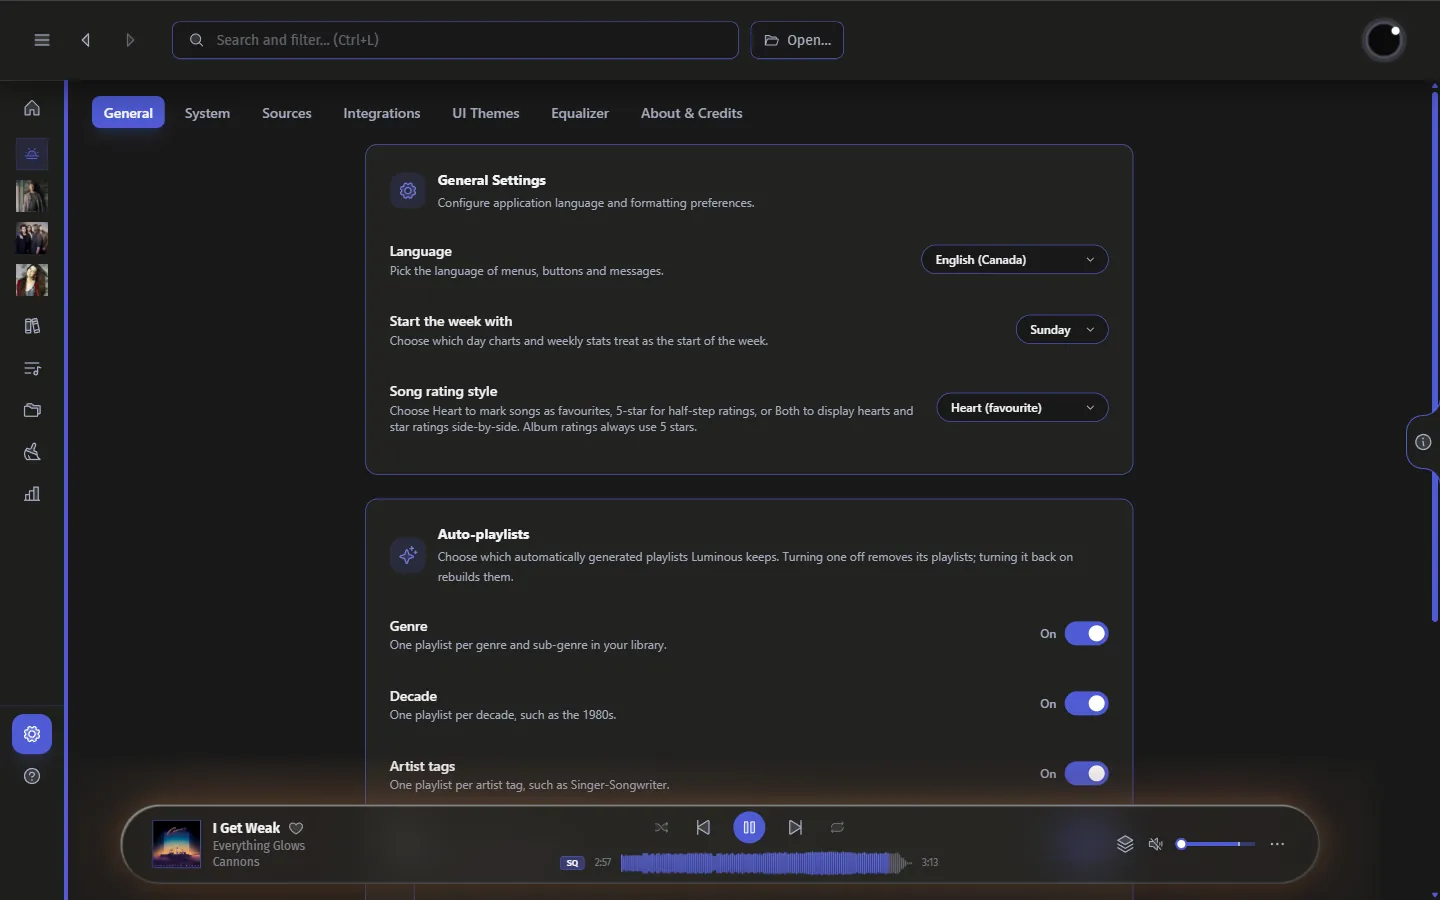 Search and filter... (Ctrl+L)
Open...
General
System
Sources
Integrations
UI Themes
Equalizer
About & Credits
General Settings
Configure application language and formatting preferences.
Language
Pick the language of menus, buttons and messages.
English (Canada)
Start the week with
Choose which day charts and weekly stats treat as the start of the week.
Sunday
Song rating style
Choose Heart to mark songs as favourites, 5-star for half-step ratings, or Both to display hearts and
star ratings side-by-side. Album ratings always use 5 stars.
Heart (favourite)
Auto-playlists
Choose which automatically generated playlists Luminous keeps. Turning one off removes its playlists; turning it back on
rebuilds them.
Genre
One playlist per genre and sub-genre in your library.
On
Decade
One playlist per decade, such as the 1980s.
On
Artist tags
One playlist per artist tag, such as Singer-Songwriter.
On
I Get Weak
Everything Glows
Cannons
SQ
2:57
3:13